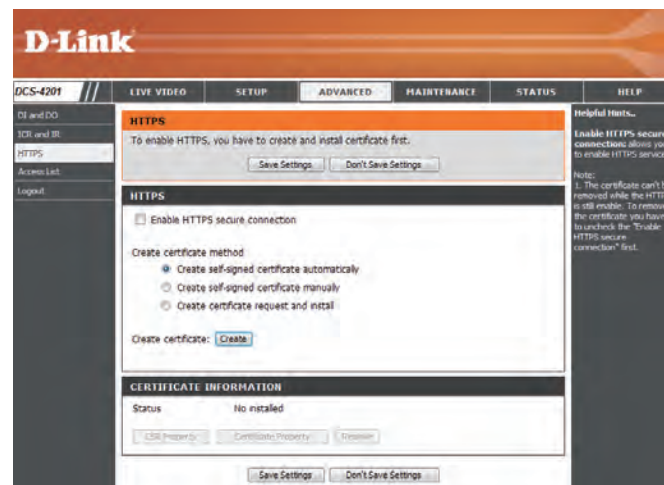 D-Link
DCS-4201
LIVE VIDEO
SETUP
ADVANCED
MAINTENANCE
STATUS
HELP
DI and DO
ICR and IR
HTTPS
Access List
Logout
HTTPS
To enable HTTPS, you have to create and install certificate first.
Save Settings
Don't Save Settings
HTTPS
Enable HTTPS secure connection
Create certificate method
Create self-signed certificate automatically
Create self-signed certificate manually
Create certificate request and install
Create certificate:
Create
CERTIFICATE INFORMATION
Status
No installed
CSR Property
Certificate Property
Remove
Save Settings
Don't Save Settings
Helpful Hints..
Enable HTTPS secure
connection: allows you
to enable HTTPS service
Note:
1. The certificate can't b
removed while the HTTP
is still enable. To remove
the certificate you have
to uncheck the "Enable
HTTPS secure
connection" first.